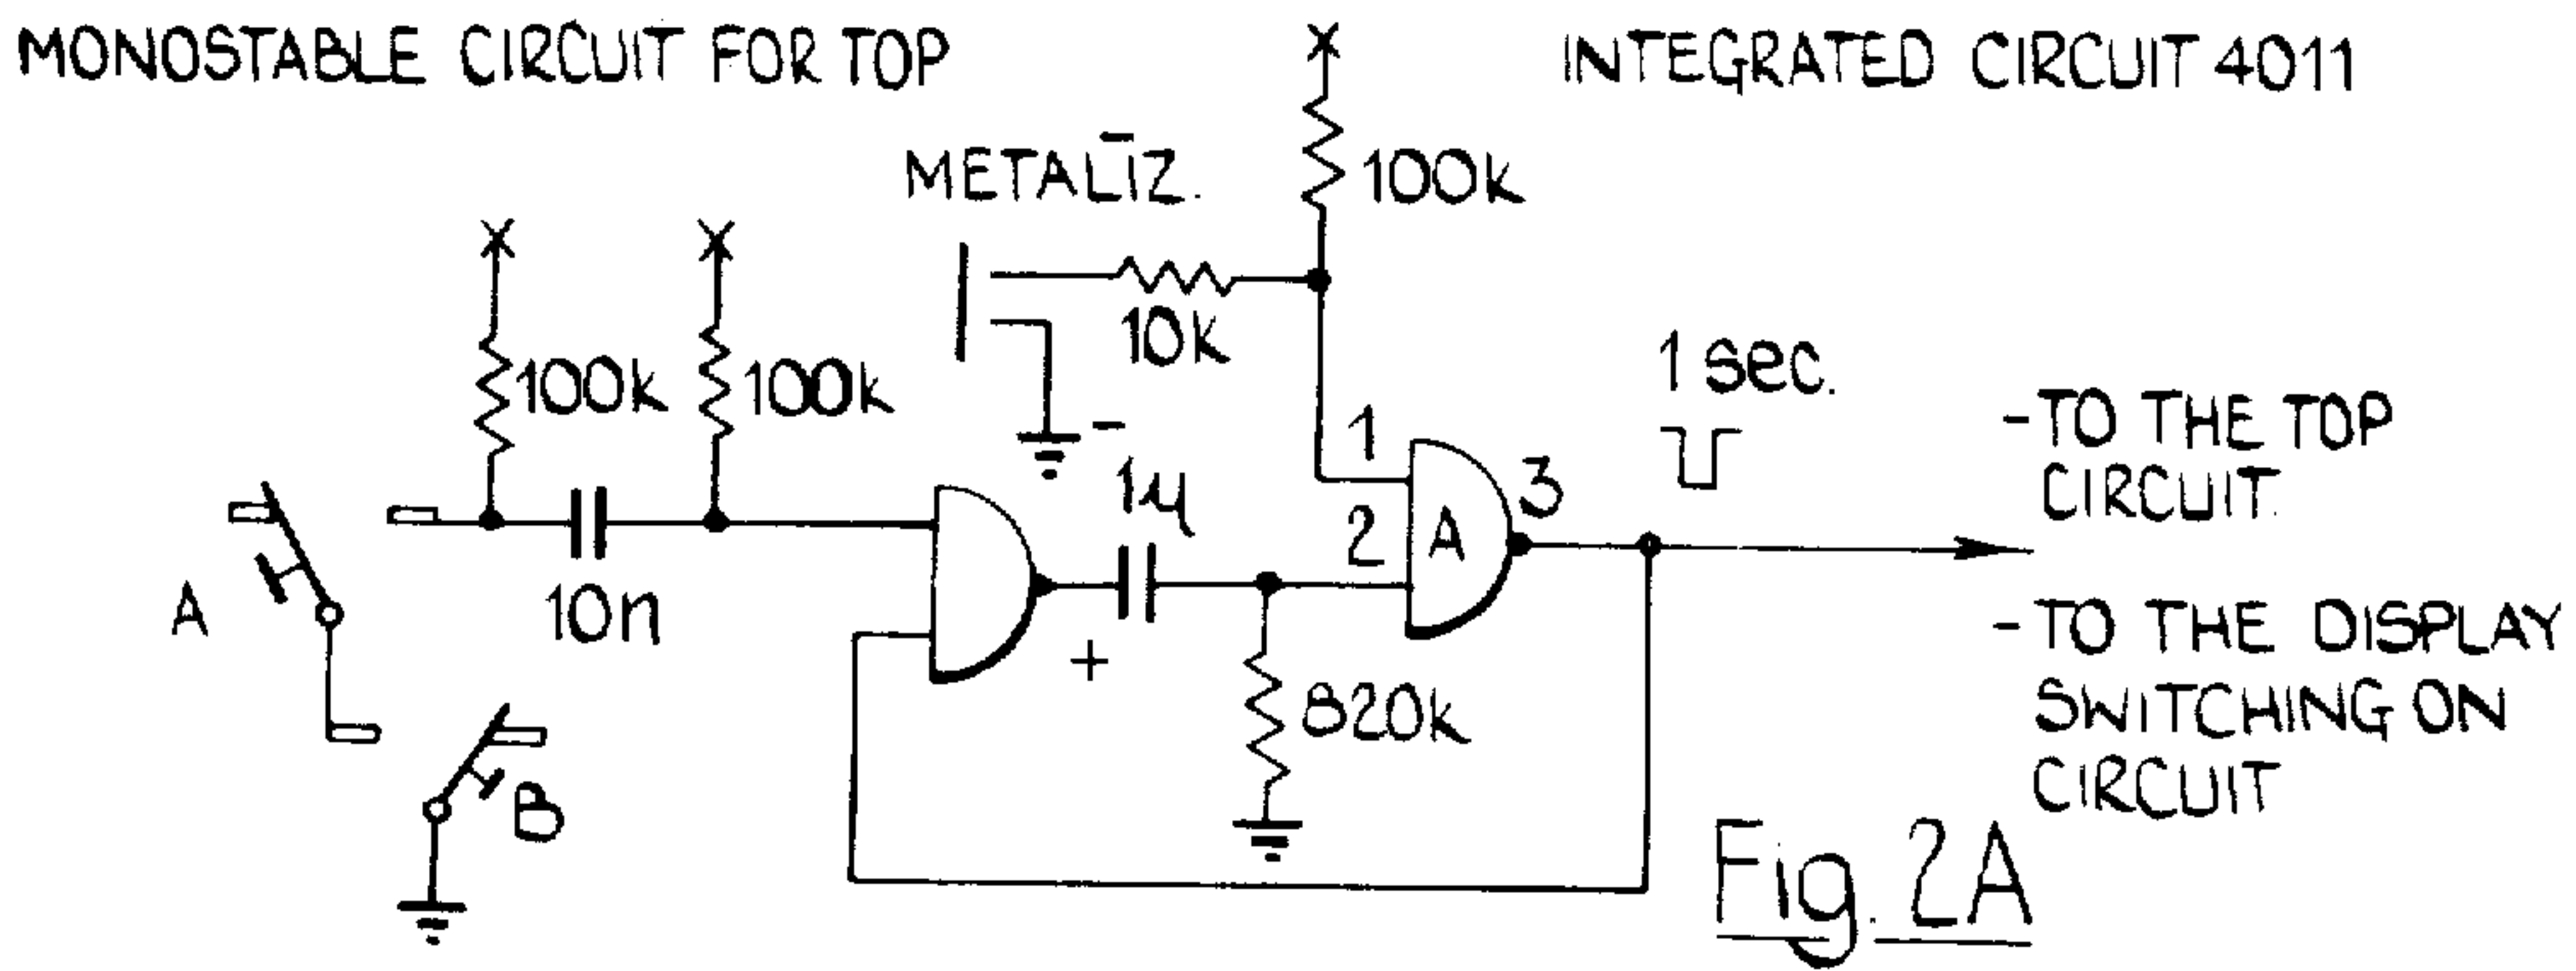 MONOSTABLE CIRCUIT FOR TOP
INTEGRATED CIRCUIT 4011
METALIZ.
100k
100k
100k
10k
1 sec.
- TO THE TOP
CIRCUIT.
1
2
A
3
1µ
+
-
A
10n
820k
B
- TO THE DISPLAY
SWITCHING ON
CIRCUIT
Fig. 2A